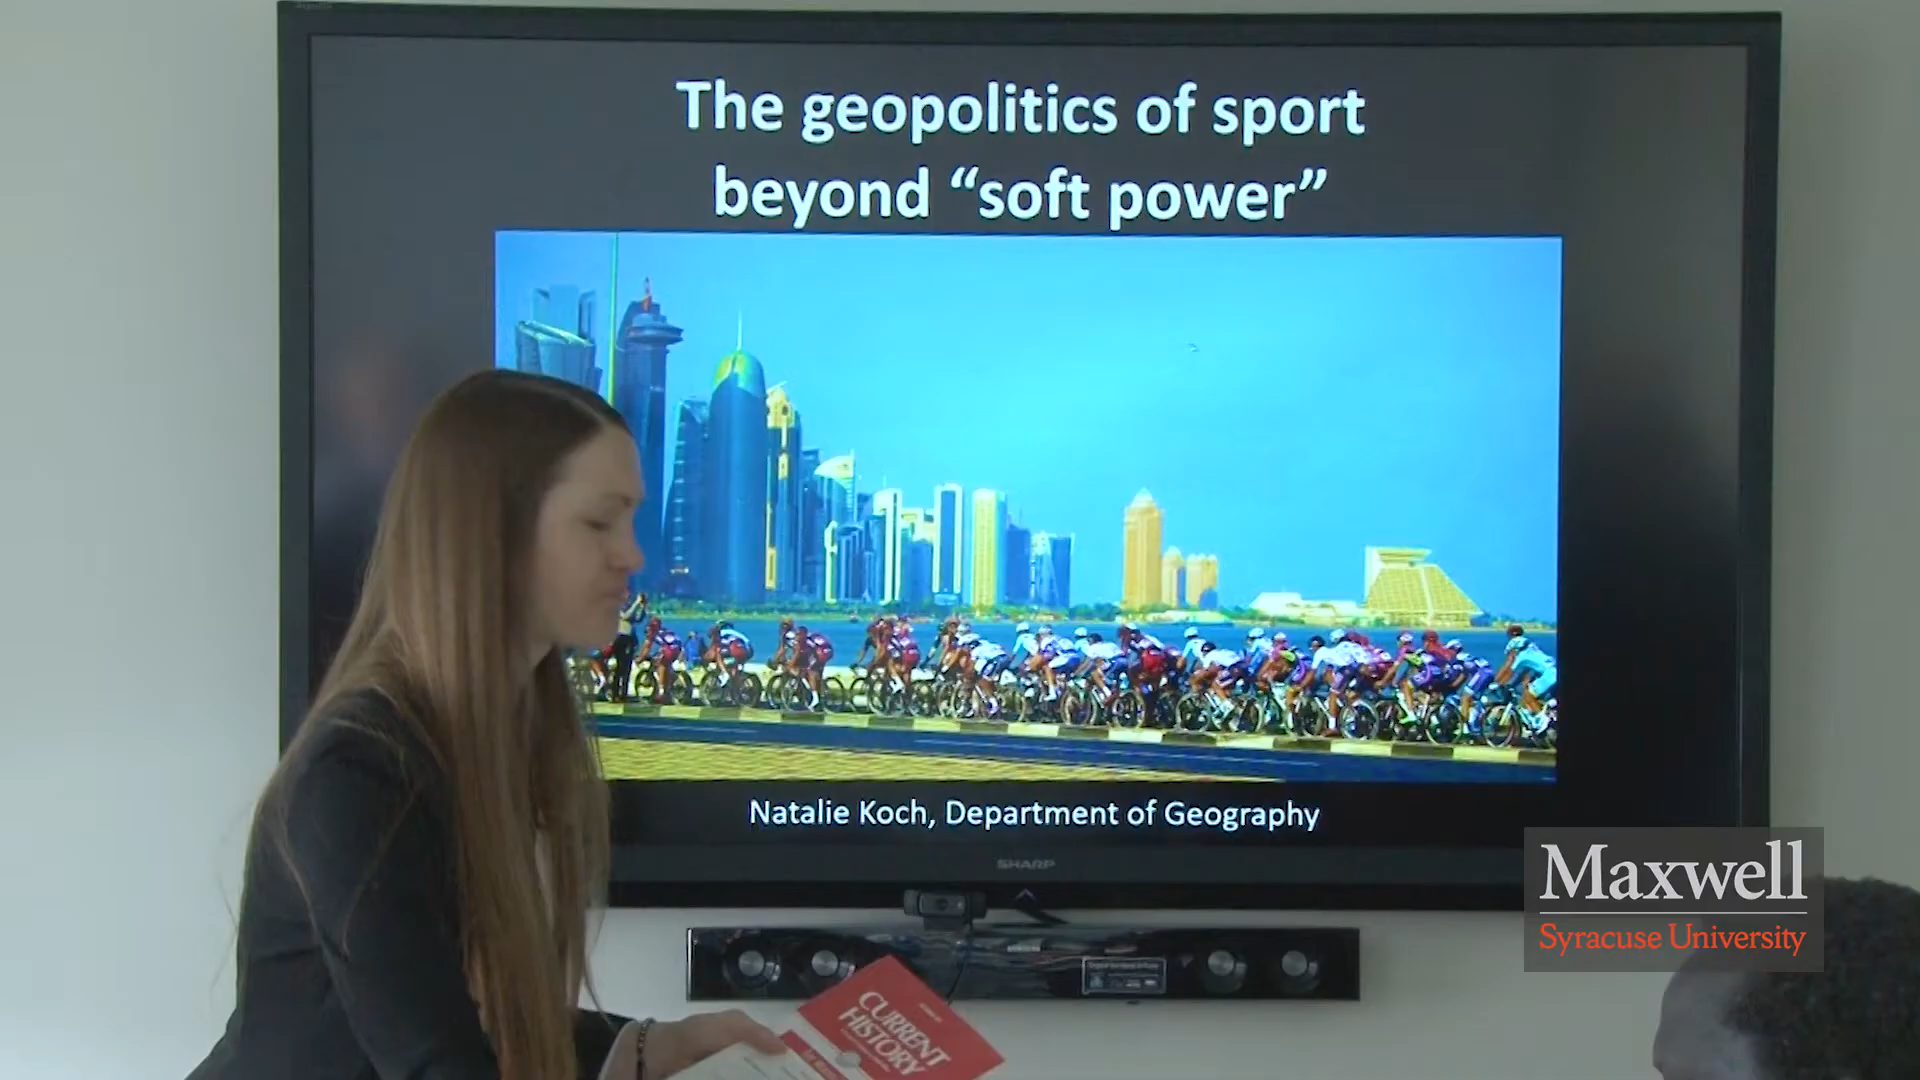 The geopolitics of sport
beyond “soft power”
Natalie Koch, Department of Geography
SHARP
Maxwell
Syracuse University
CURRENT
HISTORY